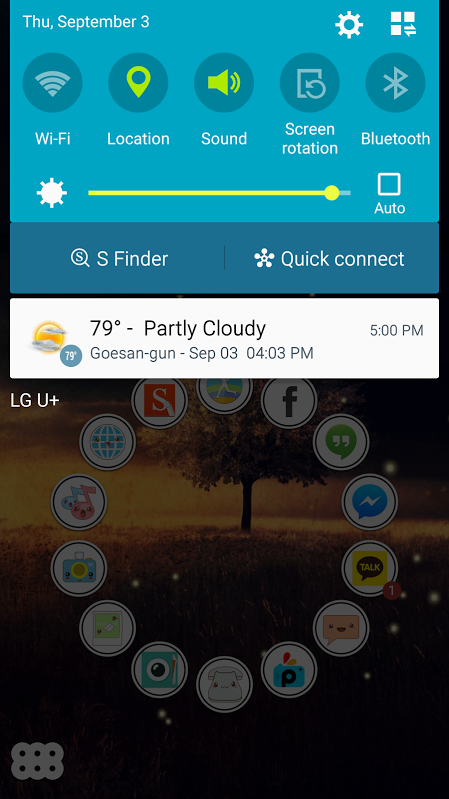 Thu, September 3
Wi-Fi
Location
Sound
Screen
rotation
Bluetooth
Auto
S Finder
Quick connect
79° - Partly Cloudy
5:00 PM
79°
Goesan-gun - Sep 03 04:03 PM
LG U+
S
f
TALK
1